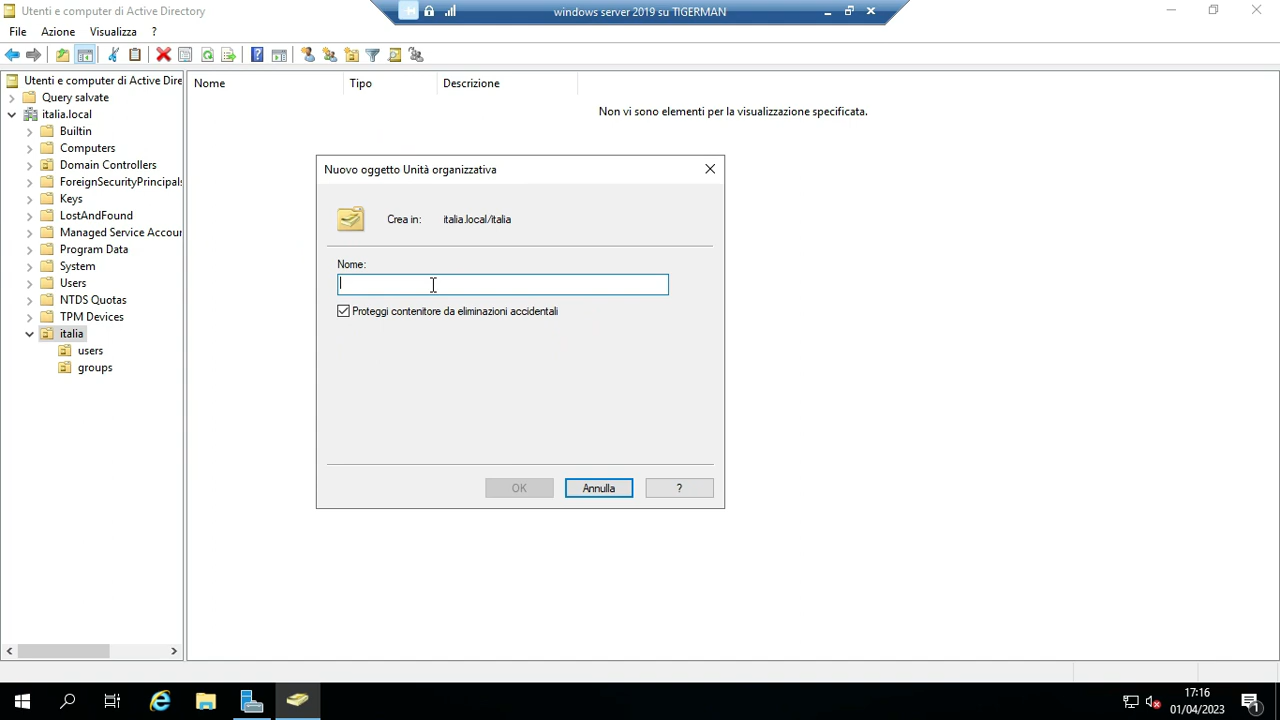 Utenti e computer di Active Directory
windows server 2019 su TIGERMAN
File Azione Visualizza ?
Utenti e computer di Active Dire
Query salvate
italia.local
Builtin
Computers
Domain Controllers
ForeignSecurityPrincipals
Keys
LostAndFound
Managed Service Accoun
Program Data
System
Users
NTDS Quotas
TPM Devices
italia
users
groups
Nome Tipo Descrizione
Non vi sono elementi per la visualizzazione specificata.
Nuovo oggetto Unità organizzativa
Crea in: italia.local/italia
Nome:
Proteggi contenitore da eliminazioni accidentali
OK Annulla ?
17:16
01/04/2023
1